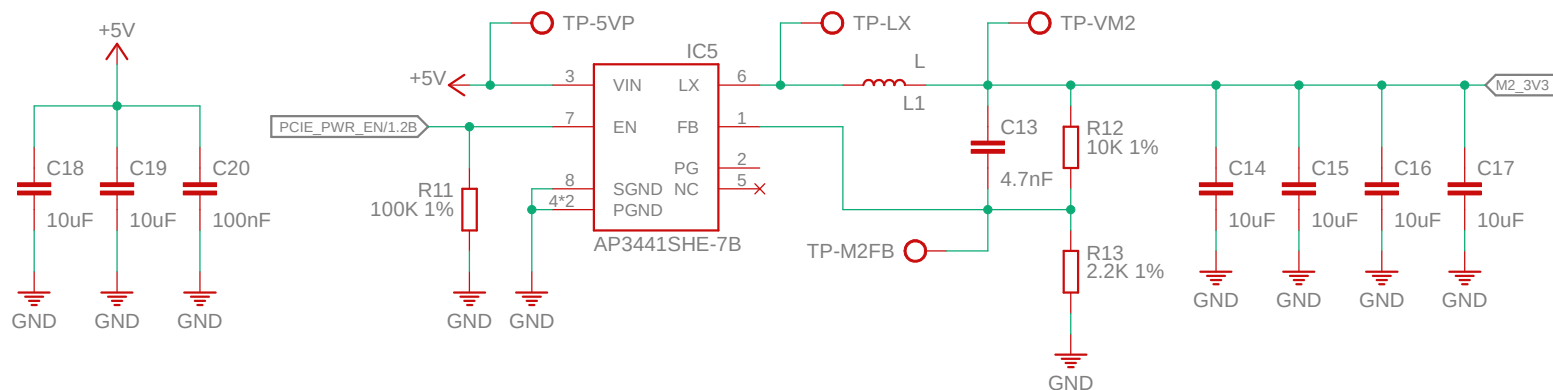 +5V
C18
10uF
C19
10uF
C20
100nF
GND
GND
GND
TP-5VP
+5V
PCIE_PWR_EN/1.2B
R11
100K 1%
GND
GND
IC5
3
7
8
4*2
VIN
EN
SGND
PGND
LX
FB
PG
NC
6
1
2
5
AP3441SHE-7B
TP-LX
L
L1
TP-VM2
C13
4.7nF
R12
10K 1%
TP-M2FB
R13
2.2K 1%
GND
C14
10uF
C15
10uF
C16
10uF
C17
10uF
GND
GND
GND
GND
M2_3V3